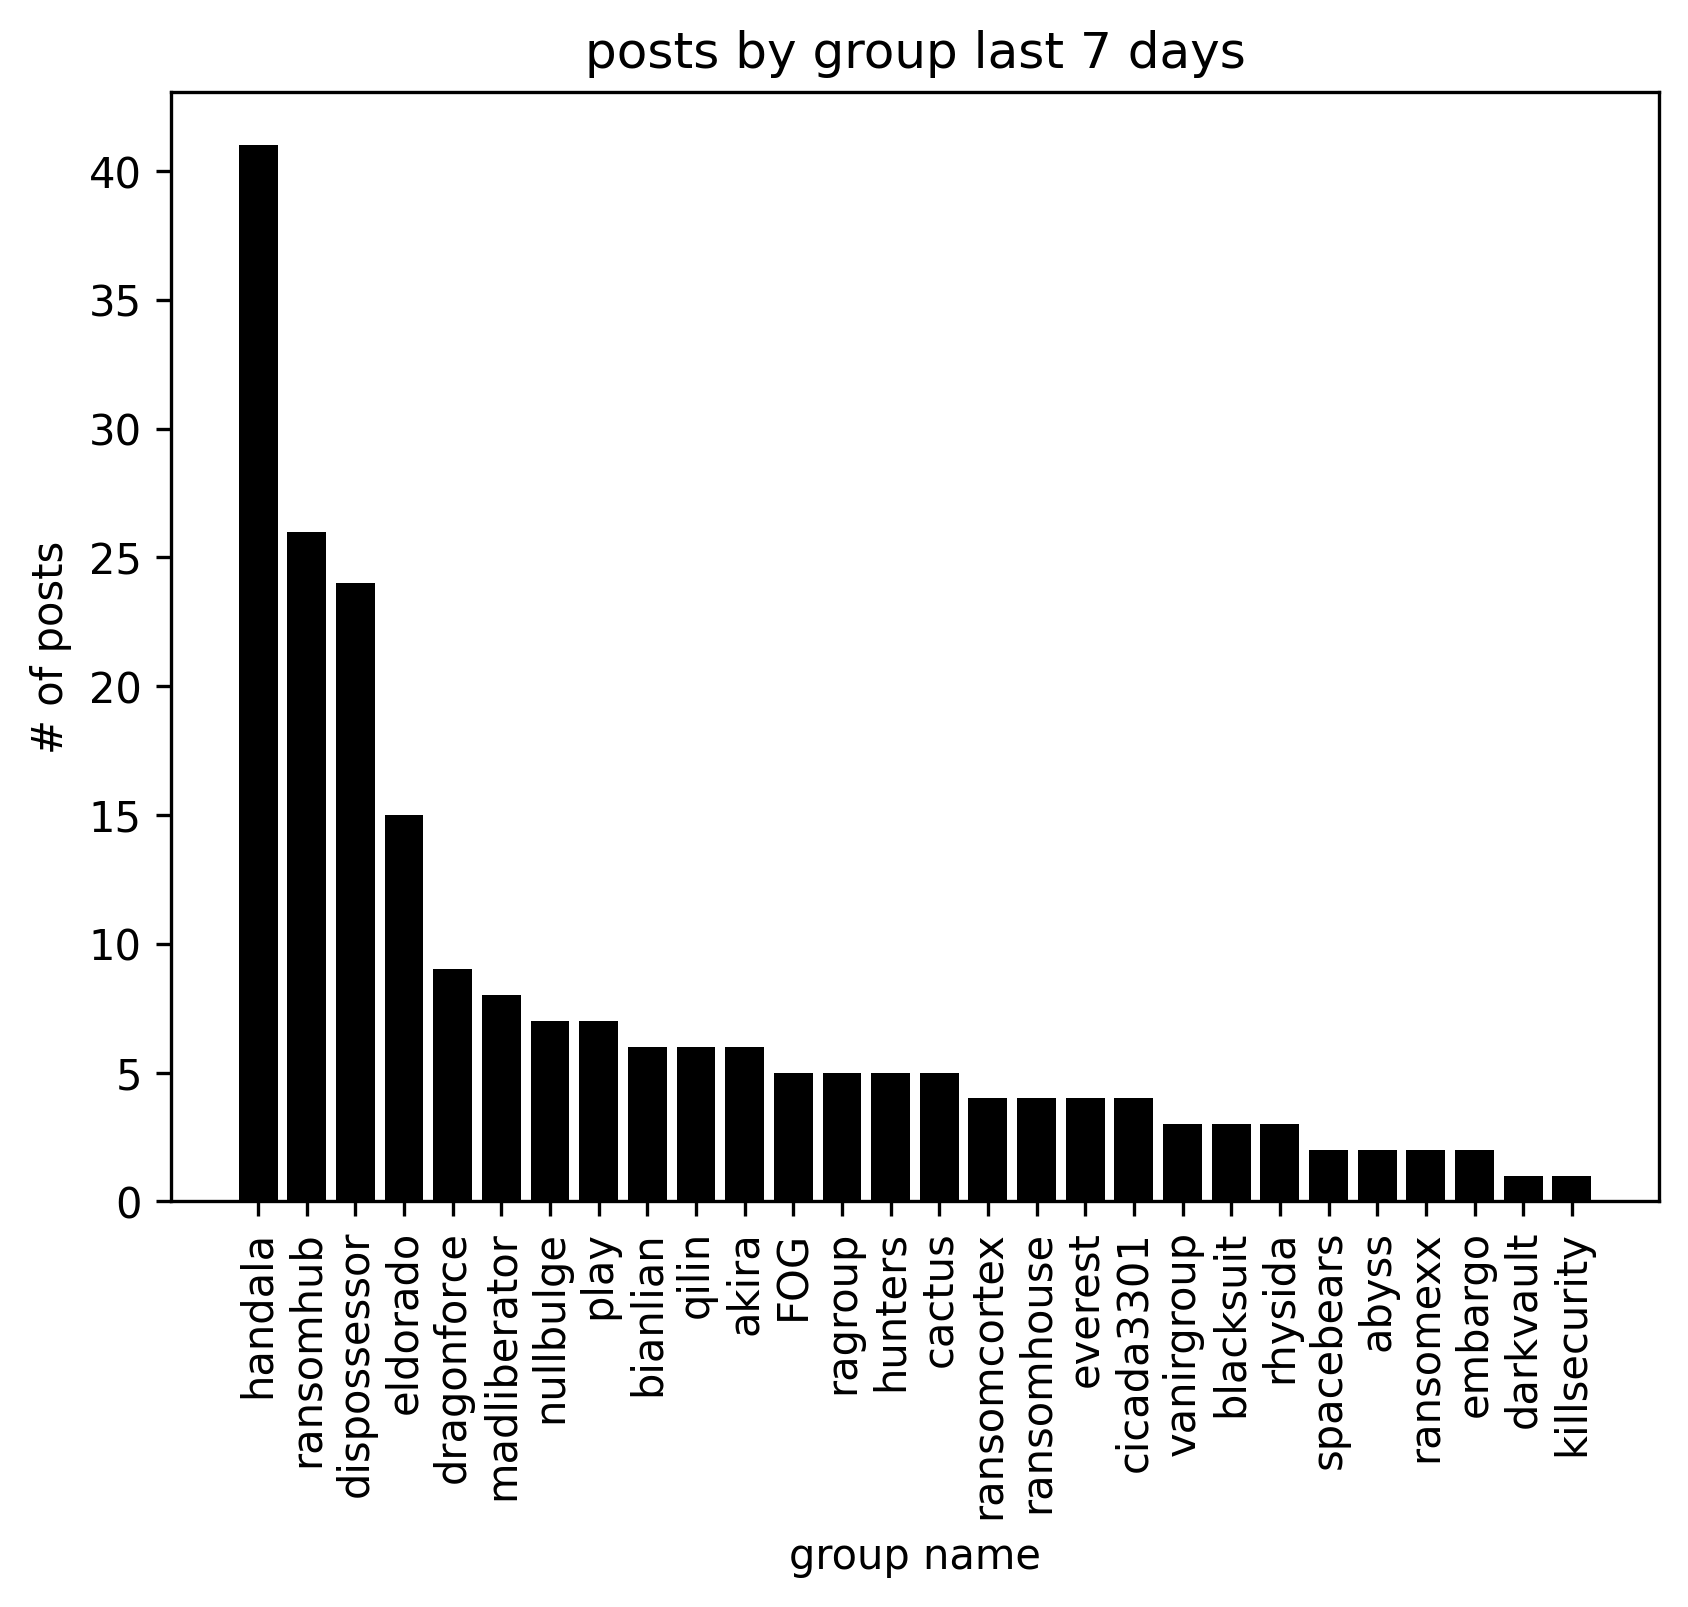 posts by group last 7 days
# of posts
40
35
30
25
20
15
10
5
0
handala
ransomhub
dispossessor
eldorado
dragonforce
madliberator
nullbulge
play
bianlian
qilin
akira
FOG
ragroup
hunters
cactus
ransomcortex
ransomhouse
everest
cicada3301
vanirgroup
blacksuit
rhysida
spacebears
abyss
ransomexx
embargo
darkvault
killsecurity
group name